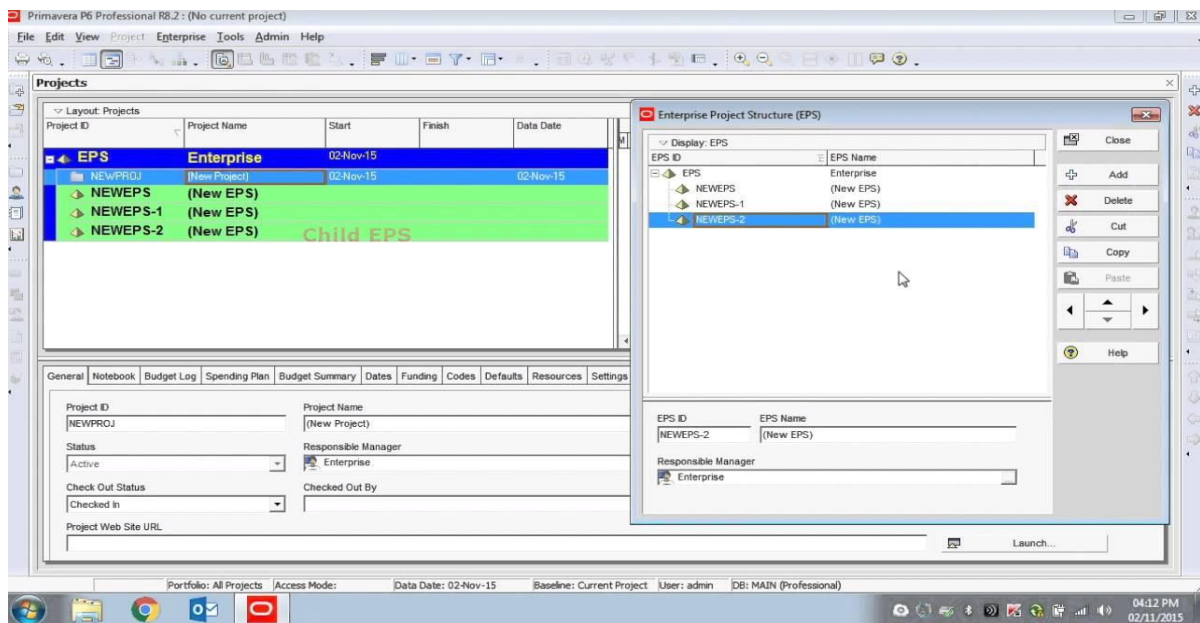 Primavera P6 Professional R8.2 : (No current project)
File Edit View Project Enterprise Tools Admin Help
Projects
Layout: Projects
Project ID Project Name Start Finish Data Date
EPS Enterprise 02-Nov-15
NEWPROJ (New Project) 02-Nov-15 02-Nov-15
NEWEPS (New EPS)
NEWEPS-1 (New EPS)
NEWEPS-2 (New EPS)
Child EPS
General Notebook Budget Log Spending Plan Budget Summary Dates Funding Codes Defaults Resources Settings
Project ID Project Name
NEWPROJ (New Project)
Status Responsible Manager
Active Enterprise
Check Out Status Checked Out By
Checked In
Project Web Site URL
Launch...
Enterprise Project Structure (EPS)
Display: EPS
EPS ID EPS Name
EPS Enterprise
NEWEPS (New EPS)
NEWEPS-1 (New EPS)
NEWEPS-2 (New EPS)
Close
Add
Delete
Cut
Copy
Paste
Help
EPS ID EPS Name
NEWEPS-2 (New EPS)
Responsible Manager
Enterprise
Portfolio: All Projects Access Mode: Data Date: 02-Nov-15 Baseline: Current Project User: admin DB: MAIN (Professional)
04:12 PM
02/11/2015